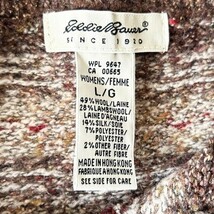 Eddie Bauer
SINCE 1920
WPL 9647
CA 00665
WOMENS/FEMME
L/G
49% WOOL/LAINE
28% LAMBSWOOL/
LAINE D'AGNEAU
14% SILK/SOIE
7% POLYESTER/
POLYESTER
2% OTHER FIBER/
AUTRE FIBRE
MADE IN HONG KONG
FABRIQUÉ A HONG KONG
SEE SIDE FOR CARE